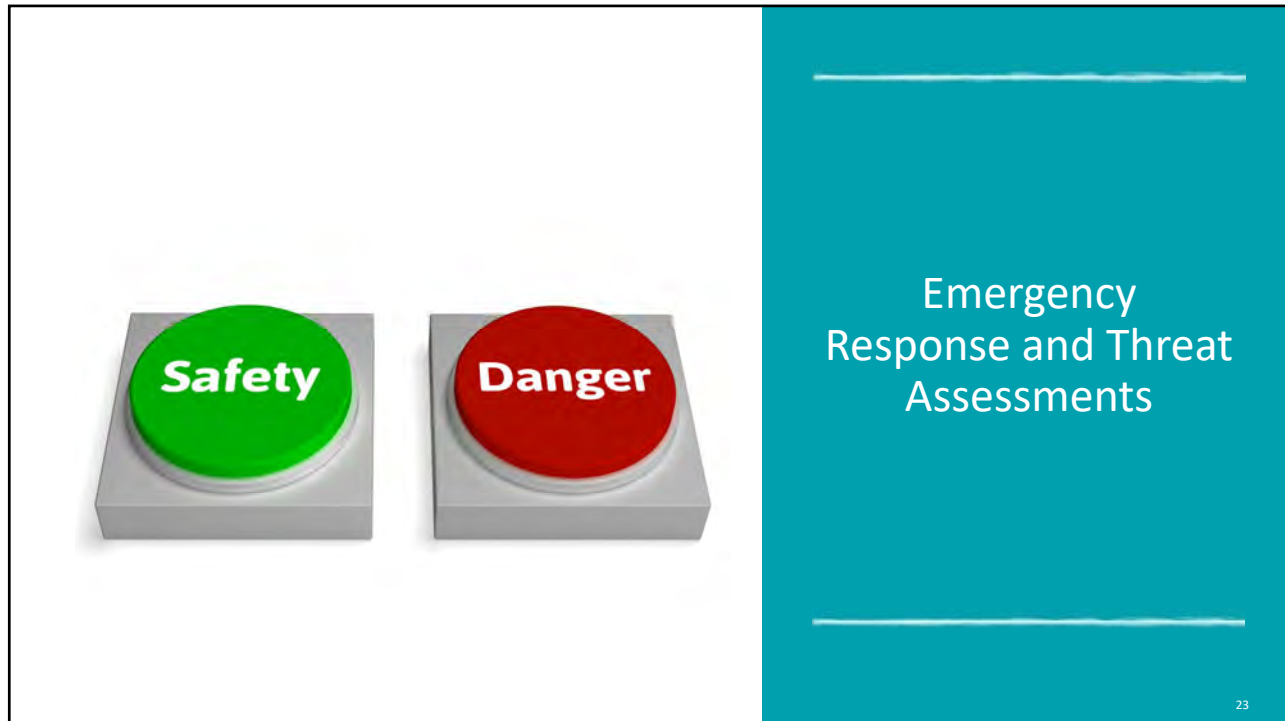 Safety
Danger
Emergency
Response and Threat
Assessments
23